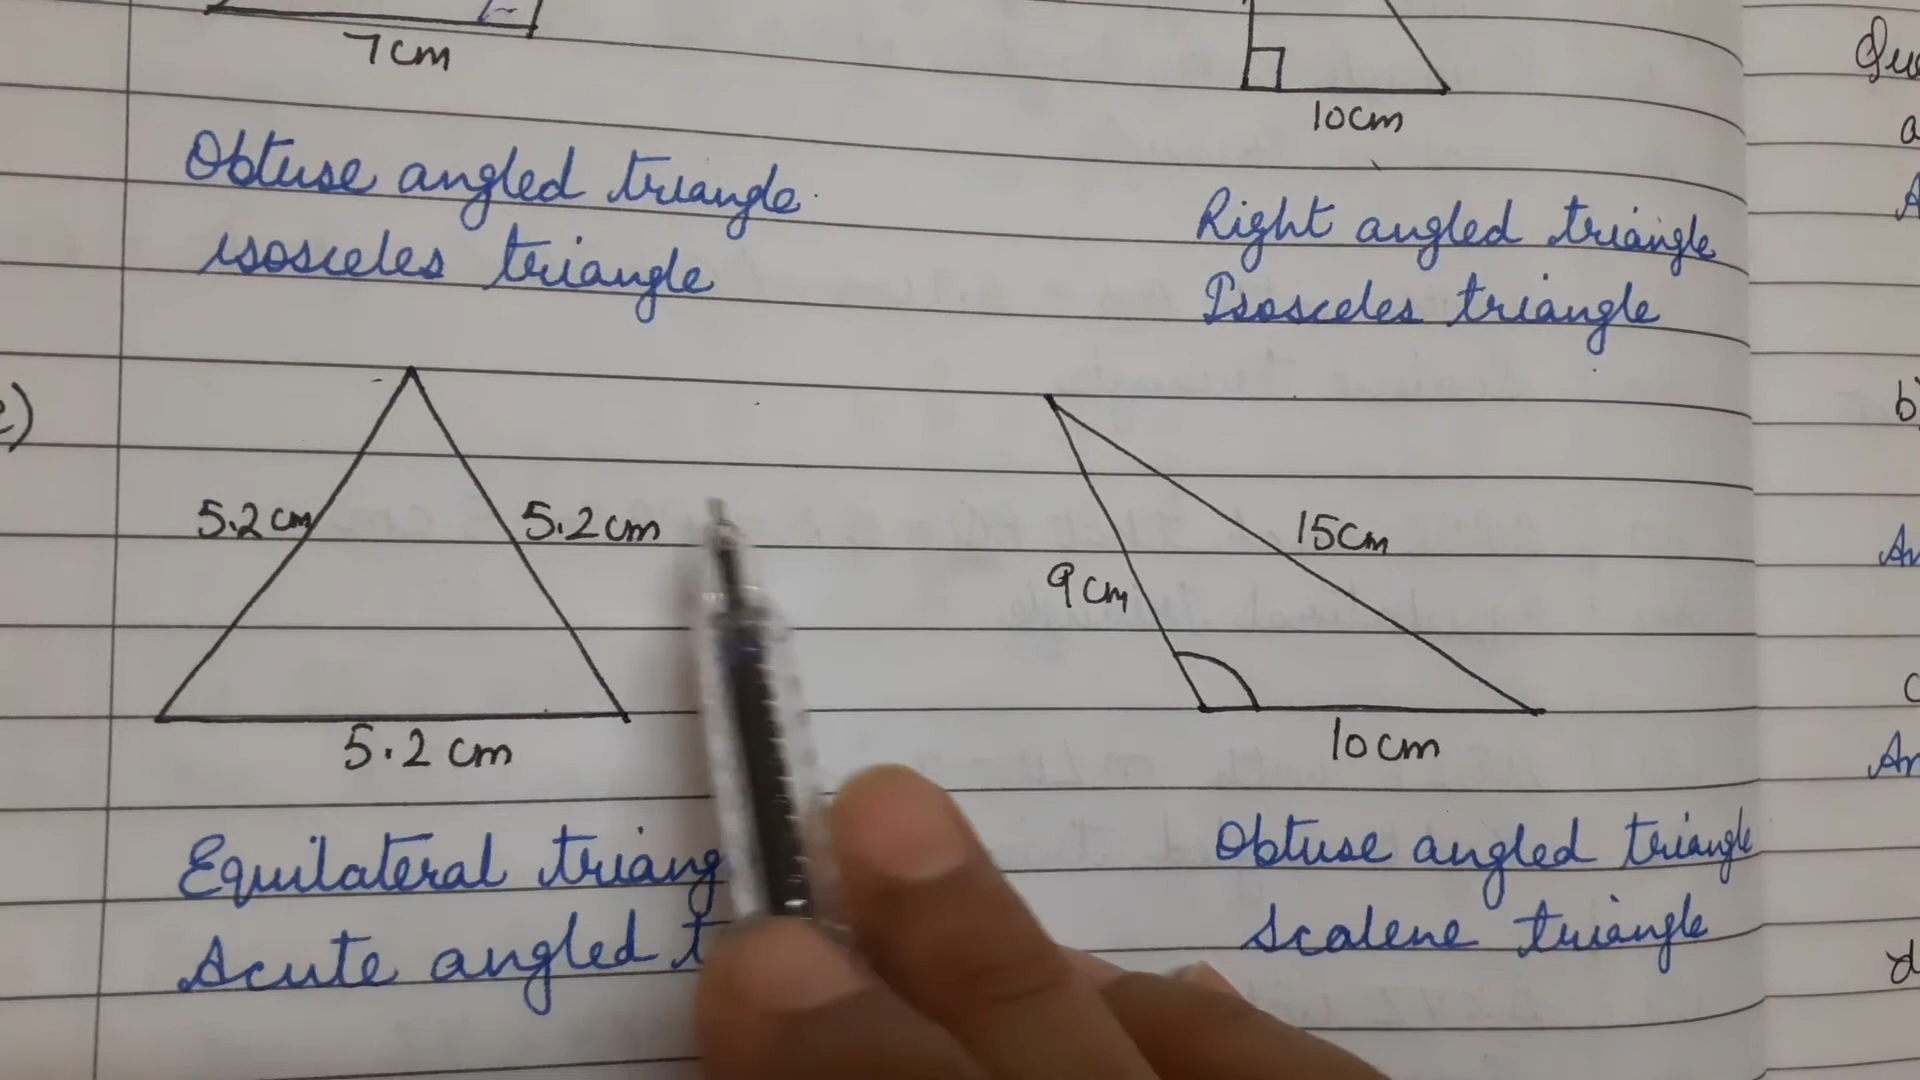 7cm
10cm
Obtuse angled triangle
isosceles triangle
Right angled triangle
Isosceles triangle
5.2cm
5.2cm
5.2 cm
9cm
15cm
10cm
Equilateral
Acute angled
Obtuse angled triangle
Scalene triangle
a
b)
c
d